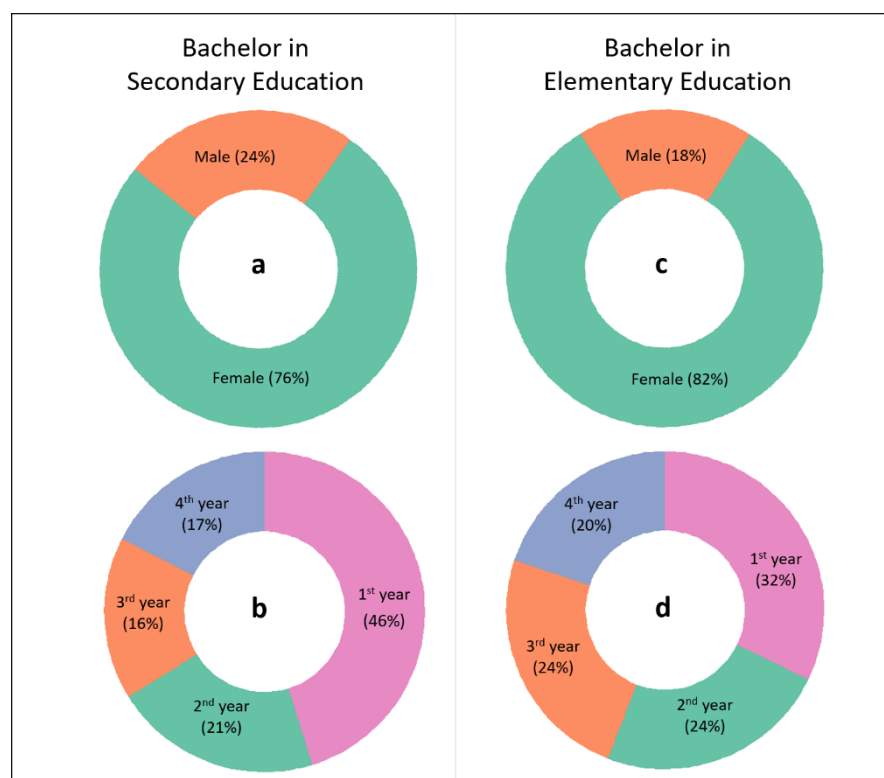 Bachelor in
Secondary Education
Male (24%)
a
Female (76%)
4th year
(17%)
1st year
(46%)
3rd year
(16%)
b
2nd year
(21%)
Bachelor in
Elementary Education
Male (18%)
c
Female (82%)
4th year
(20%)
1st year
(32%)
d
3rd year
(24%)
2nd year
(24%)